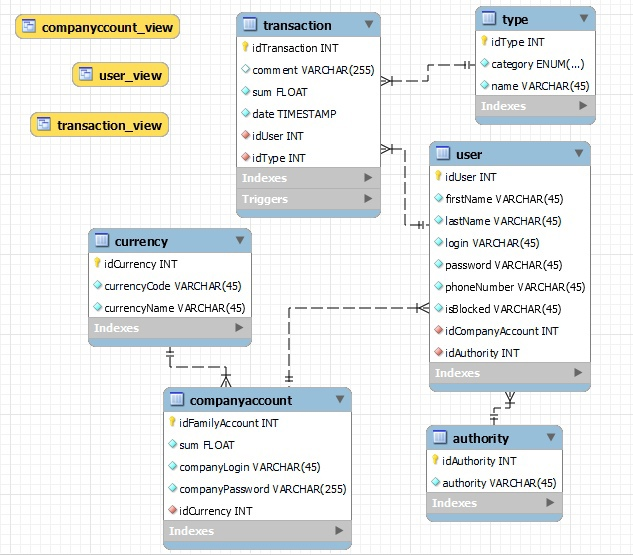 companyccount_view
user_view
transaction_view
transaction
idTransaction INT
comment VARCHAR(255)
sum FLOAT
date TIMESTAMP
idUser INT
idType INT
Indexes
Triggers
type
idType INT
category ENUM(...)
name VARCHAR(45)
Indexes
user
idUser INT
firstName VARCHAR(45)
lastName VARCHAR(45)
login VARCHAR(45)
password VARCHAR(45)
phoneNumber VARCHAR(45)
isBlocked VARCHAR(45)
idCompanyAccount INT
idAuthority INT
Indexes
currency
idCurrency INT
currencyCode VARCHAR(45)
currencyName VARCHAR(45)
Indexes
companyaccount
idFamilyAccount INT
sum FLOAT
companyLogin VARCHAR(45)
companyPassword VARCHAR(255)
idCurrency INT
Indexes
authority
idAuthority INT
authority VARCHAR(45)
Indexes